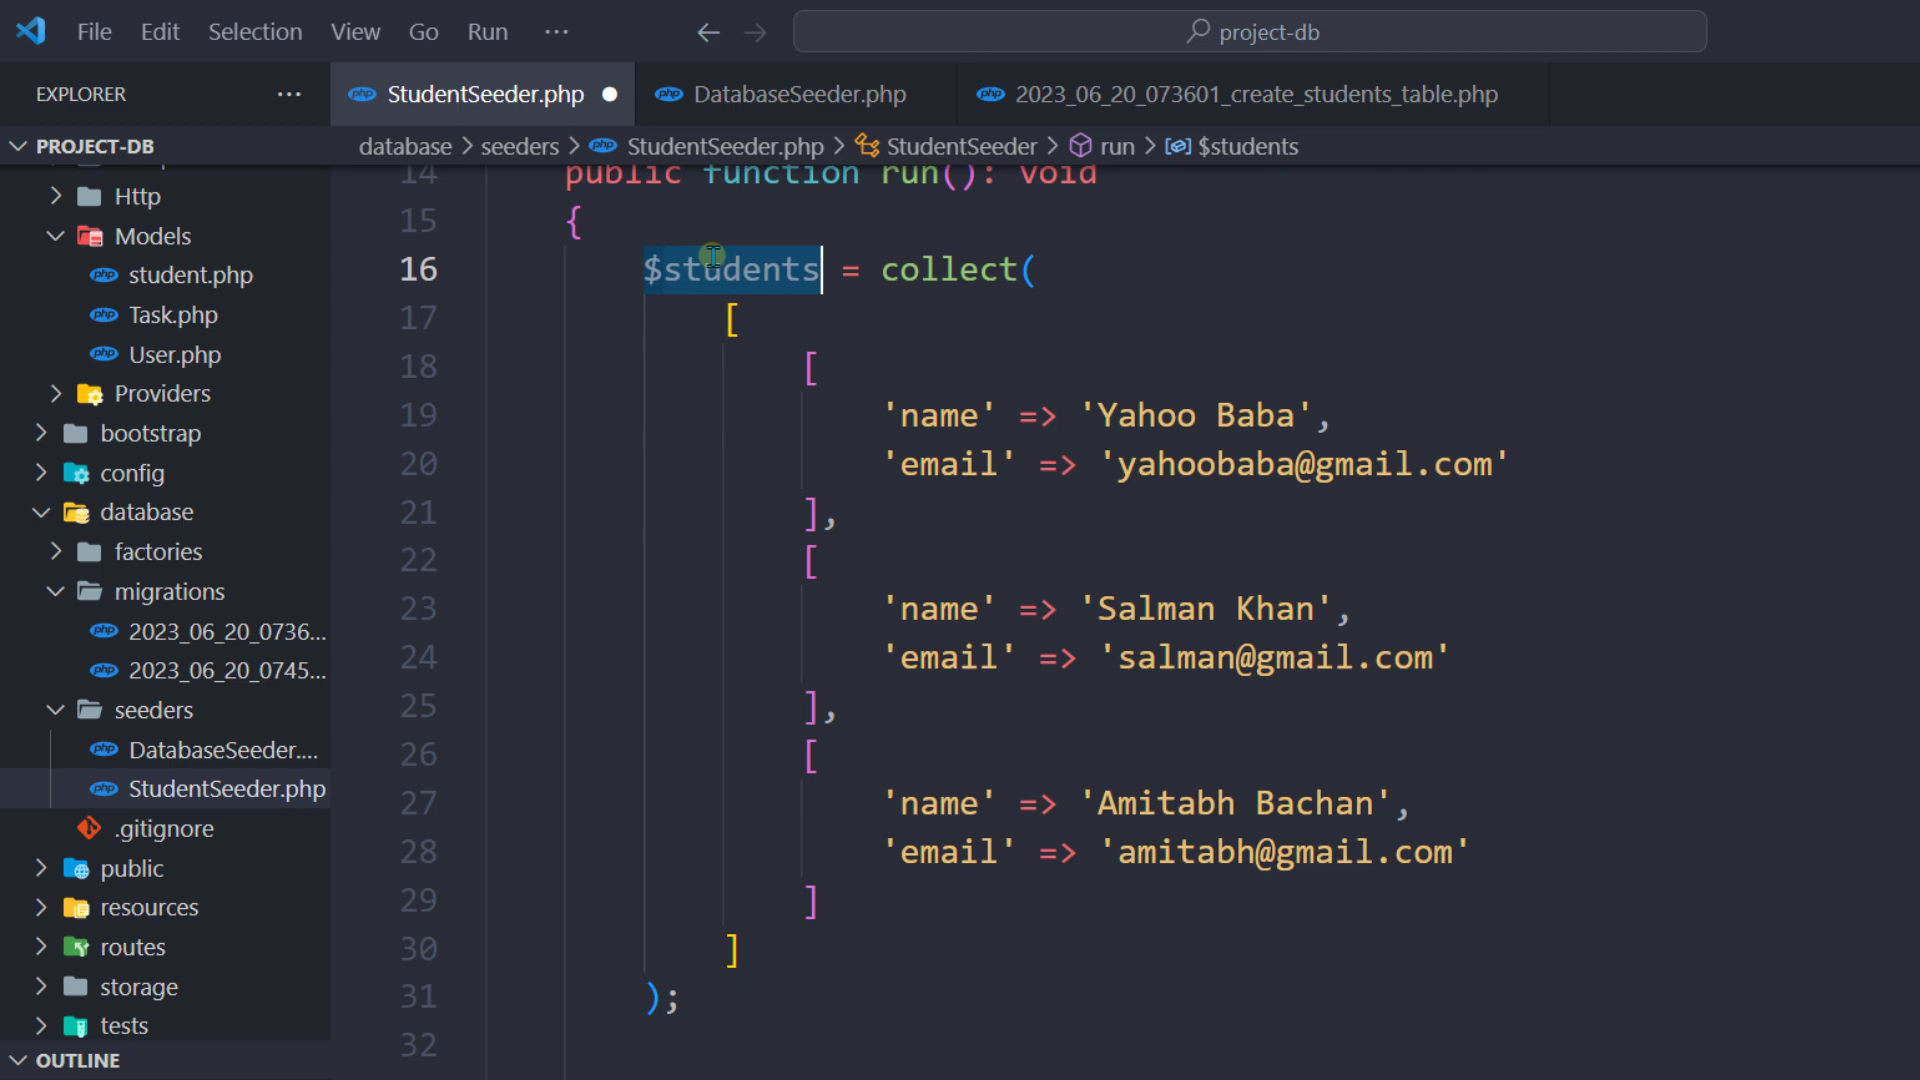 File Edit Selection View Go Run ··· ← → project-db
EXPLORER ··· StudentSeeder.php ● DatabaseSeeder.php 2023_06_20_073601_create_students_table.php
PROJECT-DB
database > seeders > StudentSeeder.php > StudentSeeder > run > $students
Http
Models
student.php
Task.php
User.php
Providers
bootstrap
config
database
factories
migrations
2023_06_20_0736...
2023_06_20_0745...
seeders
DatabaseSeeder....
StudentSeeder.php
.gitignore
public
resources
routes
storage
tests
OUTLINE
14 public function run(): void
15 {
16 $students = collect(
17 [
18 [
19 'name' => 'Yahoo Baba',
20 'email' => 'yahoobaba@gmail.com'
21 ],
22 [
23 'name' => 'Salman Khan',
24 'email' => 'salman@gmail.com'
25 ],
26 [
27 'name' => 'Amitabh Bachan',
28 'email' => 'amitabh@gmail.com'
29 ]
30 ]
31 );
32